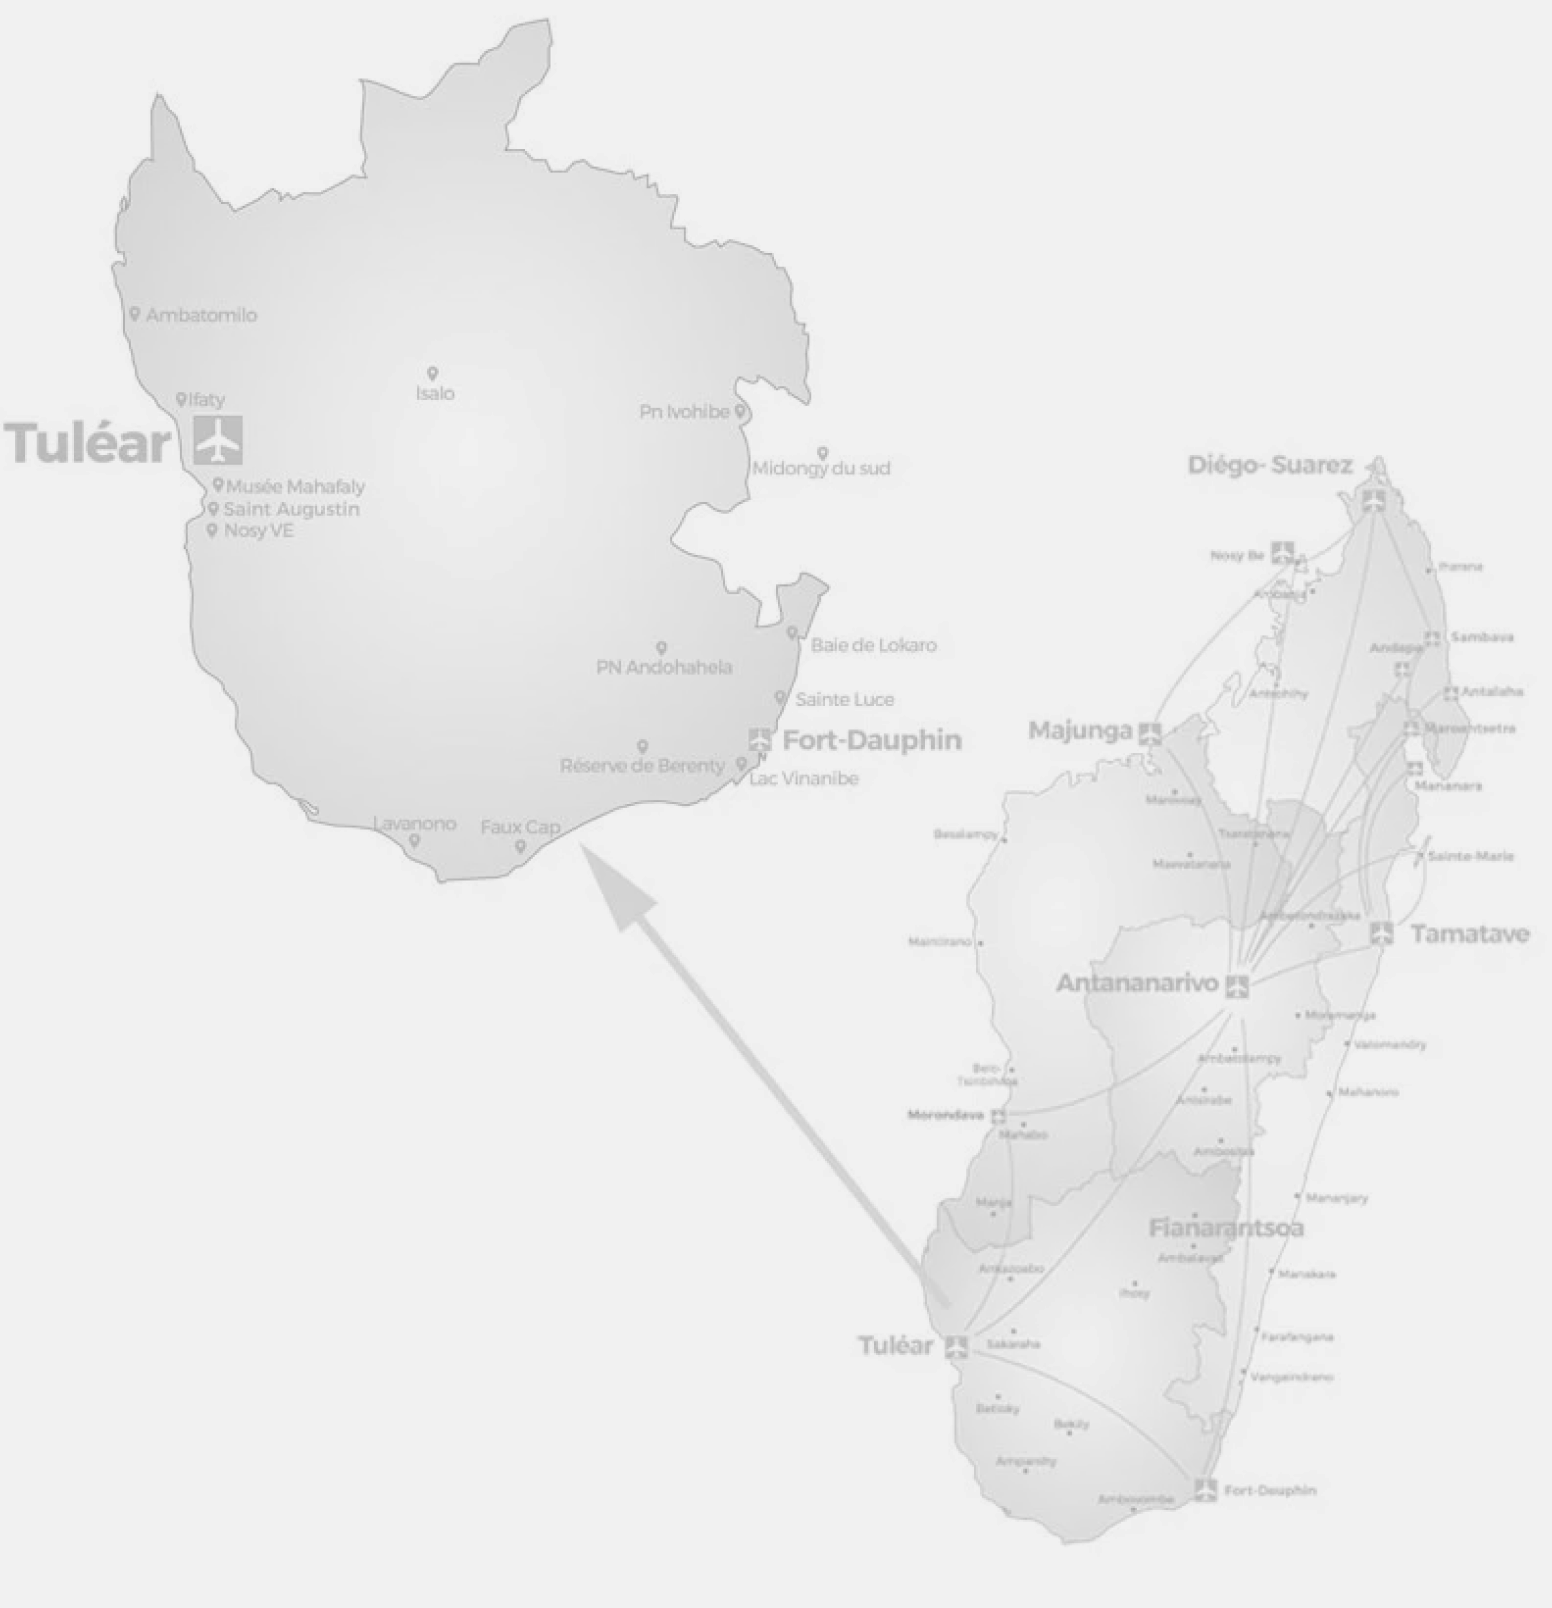 Ambatomilo
Isalo
Ifaty
Pn Ivohibe
Tuléar
Midongy du sud
Musée Mahafaly
Saint Augustin
Nosy VE
Baie de Lokaro
PN Andohahela
Sainte Luce
Fort-Dauphin
Réserve de Berenty
Lac Vinanibe
Lavanono
Faux Cap
Diégo- Suarez
Nosy Be
Ambanja
Sambava
Andapa
Antalaha
Antsohihy
Maroantsetra
Majunga
Mananara
Marovoay
Besalampy
Tsaratanana
Maevatanana
Sainte-Marie
Ambatondrazaka
Tamatave
Maintirano
Antananarivo
Moramanga
Vatomandry
Ambatolampy
Belo-
Tsiribihina
Mahanoro
Antsirabe
Morondava
Mahabo
Ambositra
Mananjary
Manja
Fianarantsoa
Ambalavao
Ankazoabo
Manakara
Ihosy
Farafangana
Tuléar
Sakaraha
Vangaindrano
Betioky
Bekily
Ampanihy
Fort-Dauphin
Ambovombe